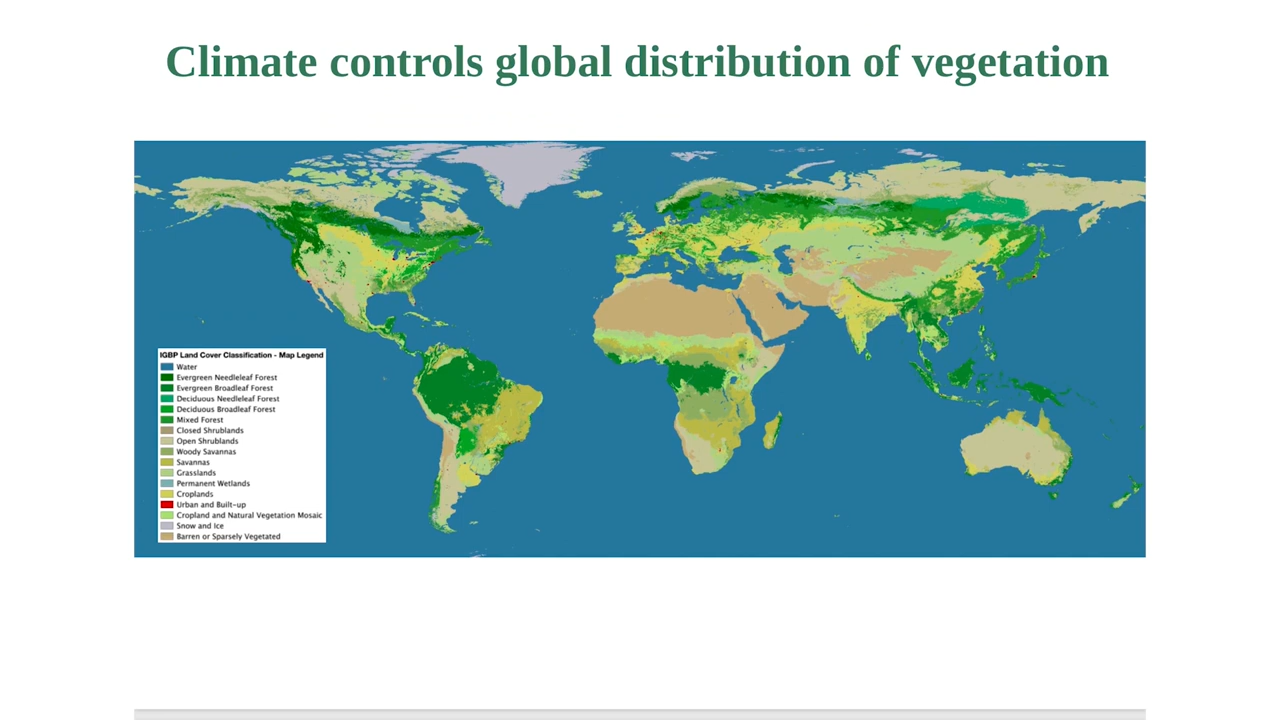 Climate controls global distribution of vegetation
IGBP Land Cover Classification - Map Legend
Water
Evergreen Needleleaf Forest
Evergreen Broadleaf Forest
Deciduous Needleleaf Forest
Deciduous Broadleaf Forest
Mixed Forest
Closed Shrublands
Open Shrublands
Woody Savannas
Savannas
Grasslands
Permanent Wetlands
Croplands
Urban and Built-up
Cropland and Natural Vegetation Mosaic
Snow and Ice
Barren or Sparsely Vegetated